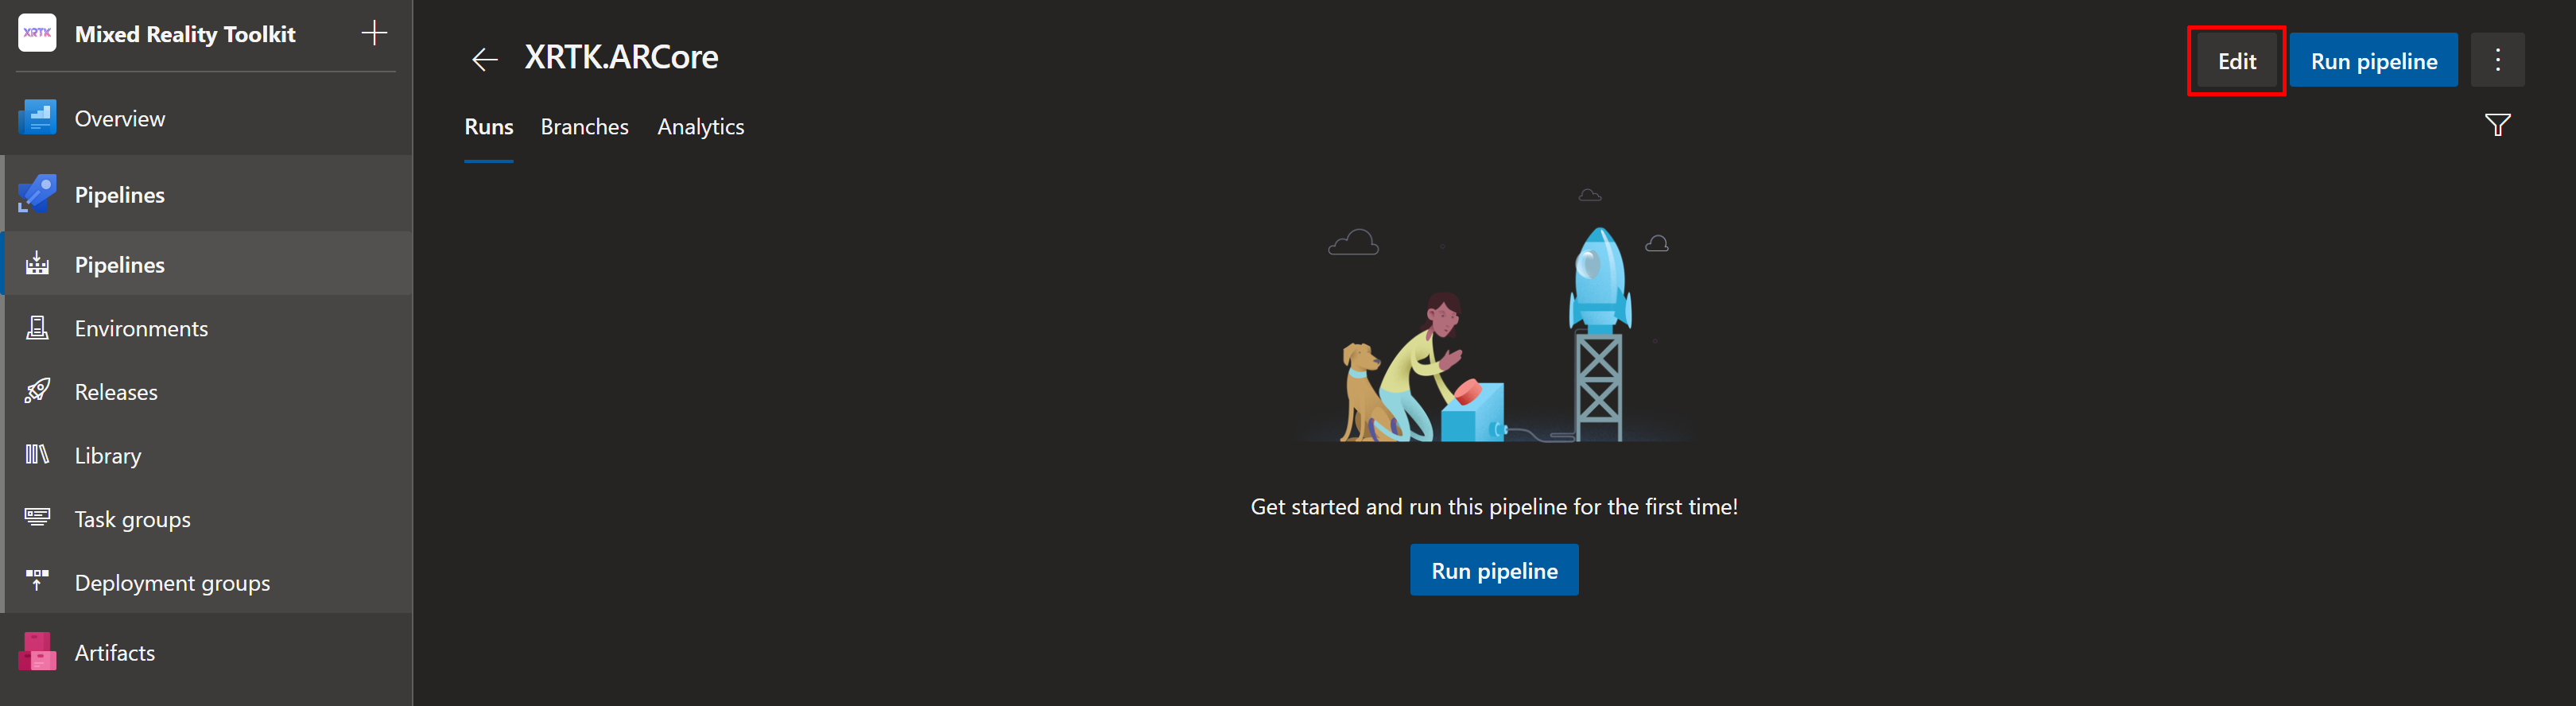 XRTK
Mixed Reality Toolkit
Overview
Pipelines
Pipelines
Environments
Releases
Library
Task groups
Deployment groups
Artifacts
XRTK.ARCore
Edit
Run pipeline
Runs
Branches
Analytics
Get started and run this pipeline for the first time!
Run pipeline